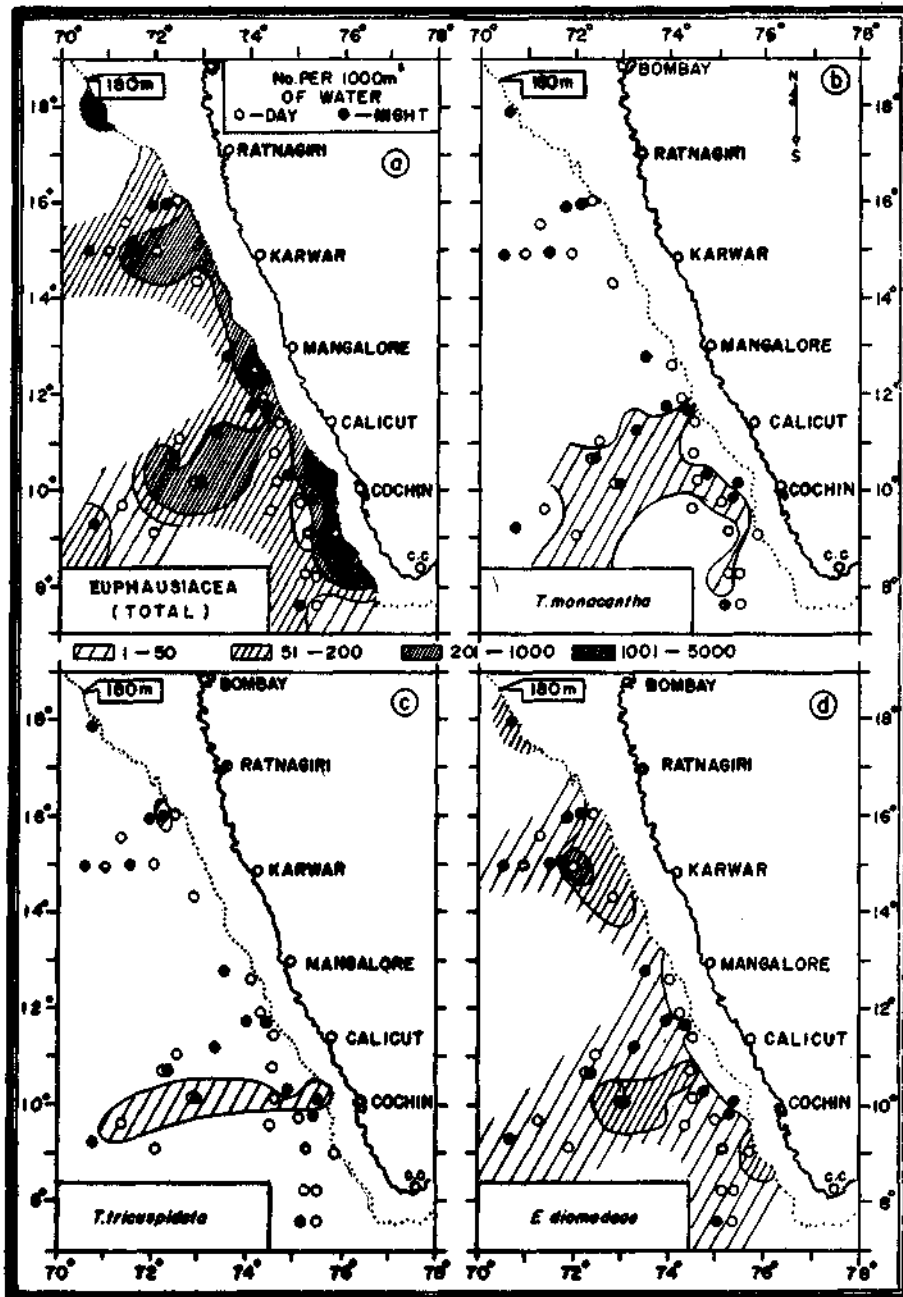 70° 72° 74° 76° 78° 70° 72° 74° 76° 78°
180m
No. PER 1000m³
OF WATER
○—DAY ●—NIGHT
a
18°
16°
14°
12°
10°
8°
RATNAGIRI
KARWAR
MANGALORE
CALICUT
COCHIN
C.C
EUPHAUSIACEA
(TOTAL)
180m
BOMBAY
b
N
S
RATNAGIRI
KARWAR
MANGALORE
CALICUT
COCHIN
C.C
T. monacantha
18°
16°
14°
12°
10°
8°
1—50 51—200 201—1000 1001—5000
180m
BOMBAY
c
18°
16°
14°
12°
10°
8°
RATNAGIRI
KARWAR
MANGALORE
CALICUT
COCHIN
C.C
T. tricuspidata
180m
BOMBAY
d
RATNAGIRI
KARWAR
MANGALORE
CALICUT
COCHIN
C.C
E. diomedeae
18°
16°
14°
12°
10°
8°
70° 72° 74° 76° 78° 70° 72° 74° 76° 78°